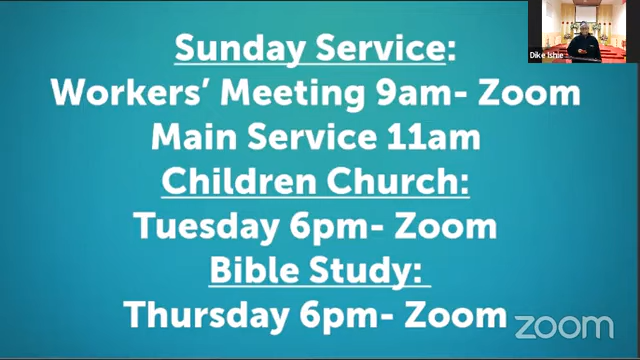 Sunday Service:
Workers' Meeting 9am- Zoom
Main Service 11am
Children Church:
Tuesday 6pm- Zoom
Bible Study:
Thursday 6pm- Zoom
Dike Ishie
zoom